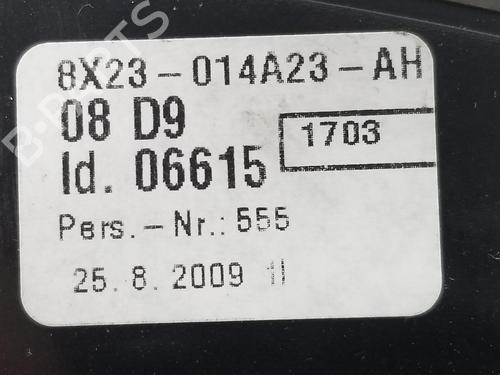 8X23-014A23-AH
08 D9
1703
Id. 06615
Pers.-Nr.: 555
25.8.2009
B-PARTS